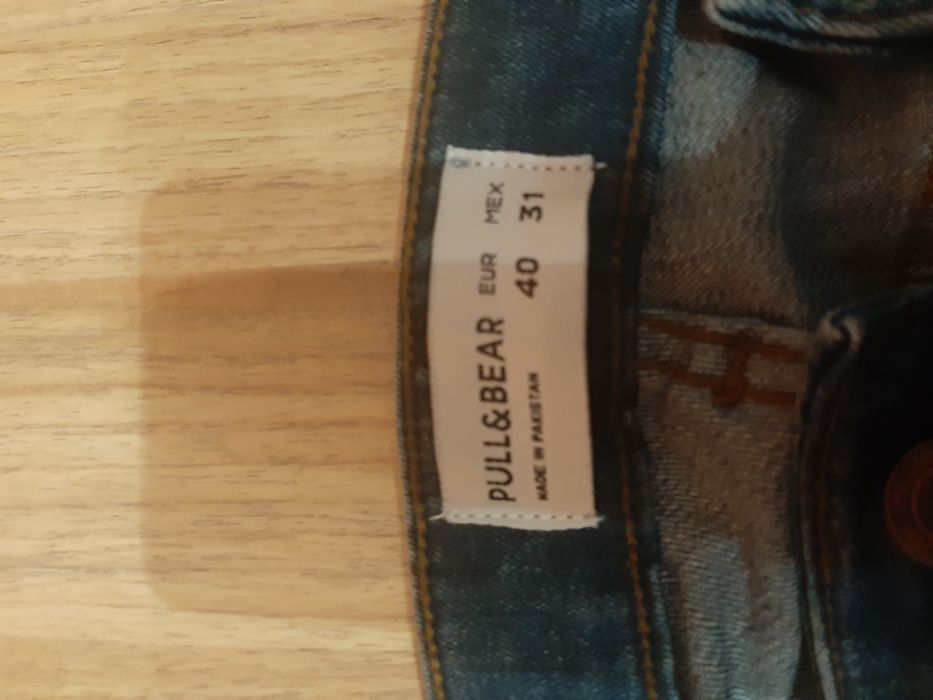 PULL&BEAR EUR MEX
40 31
MADE IN PAKISTAN